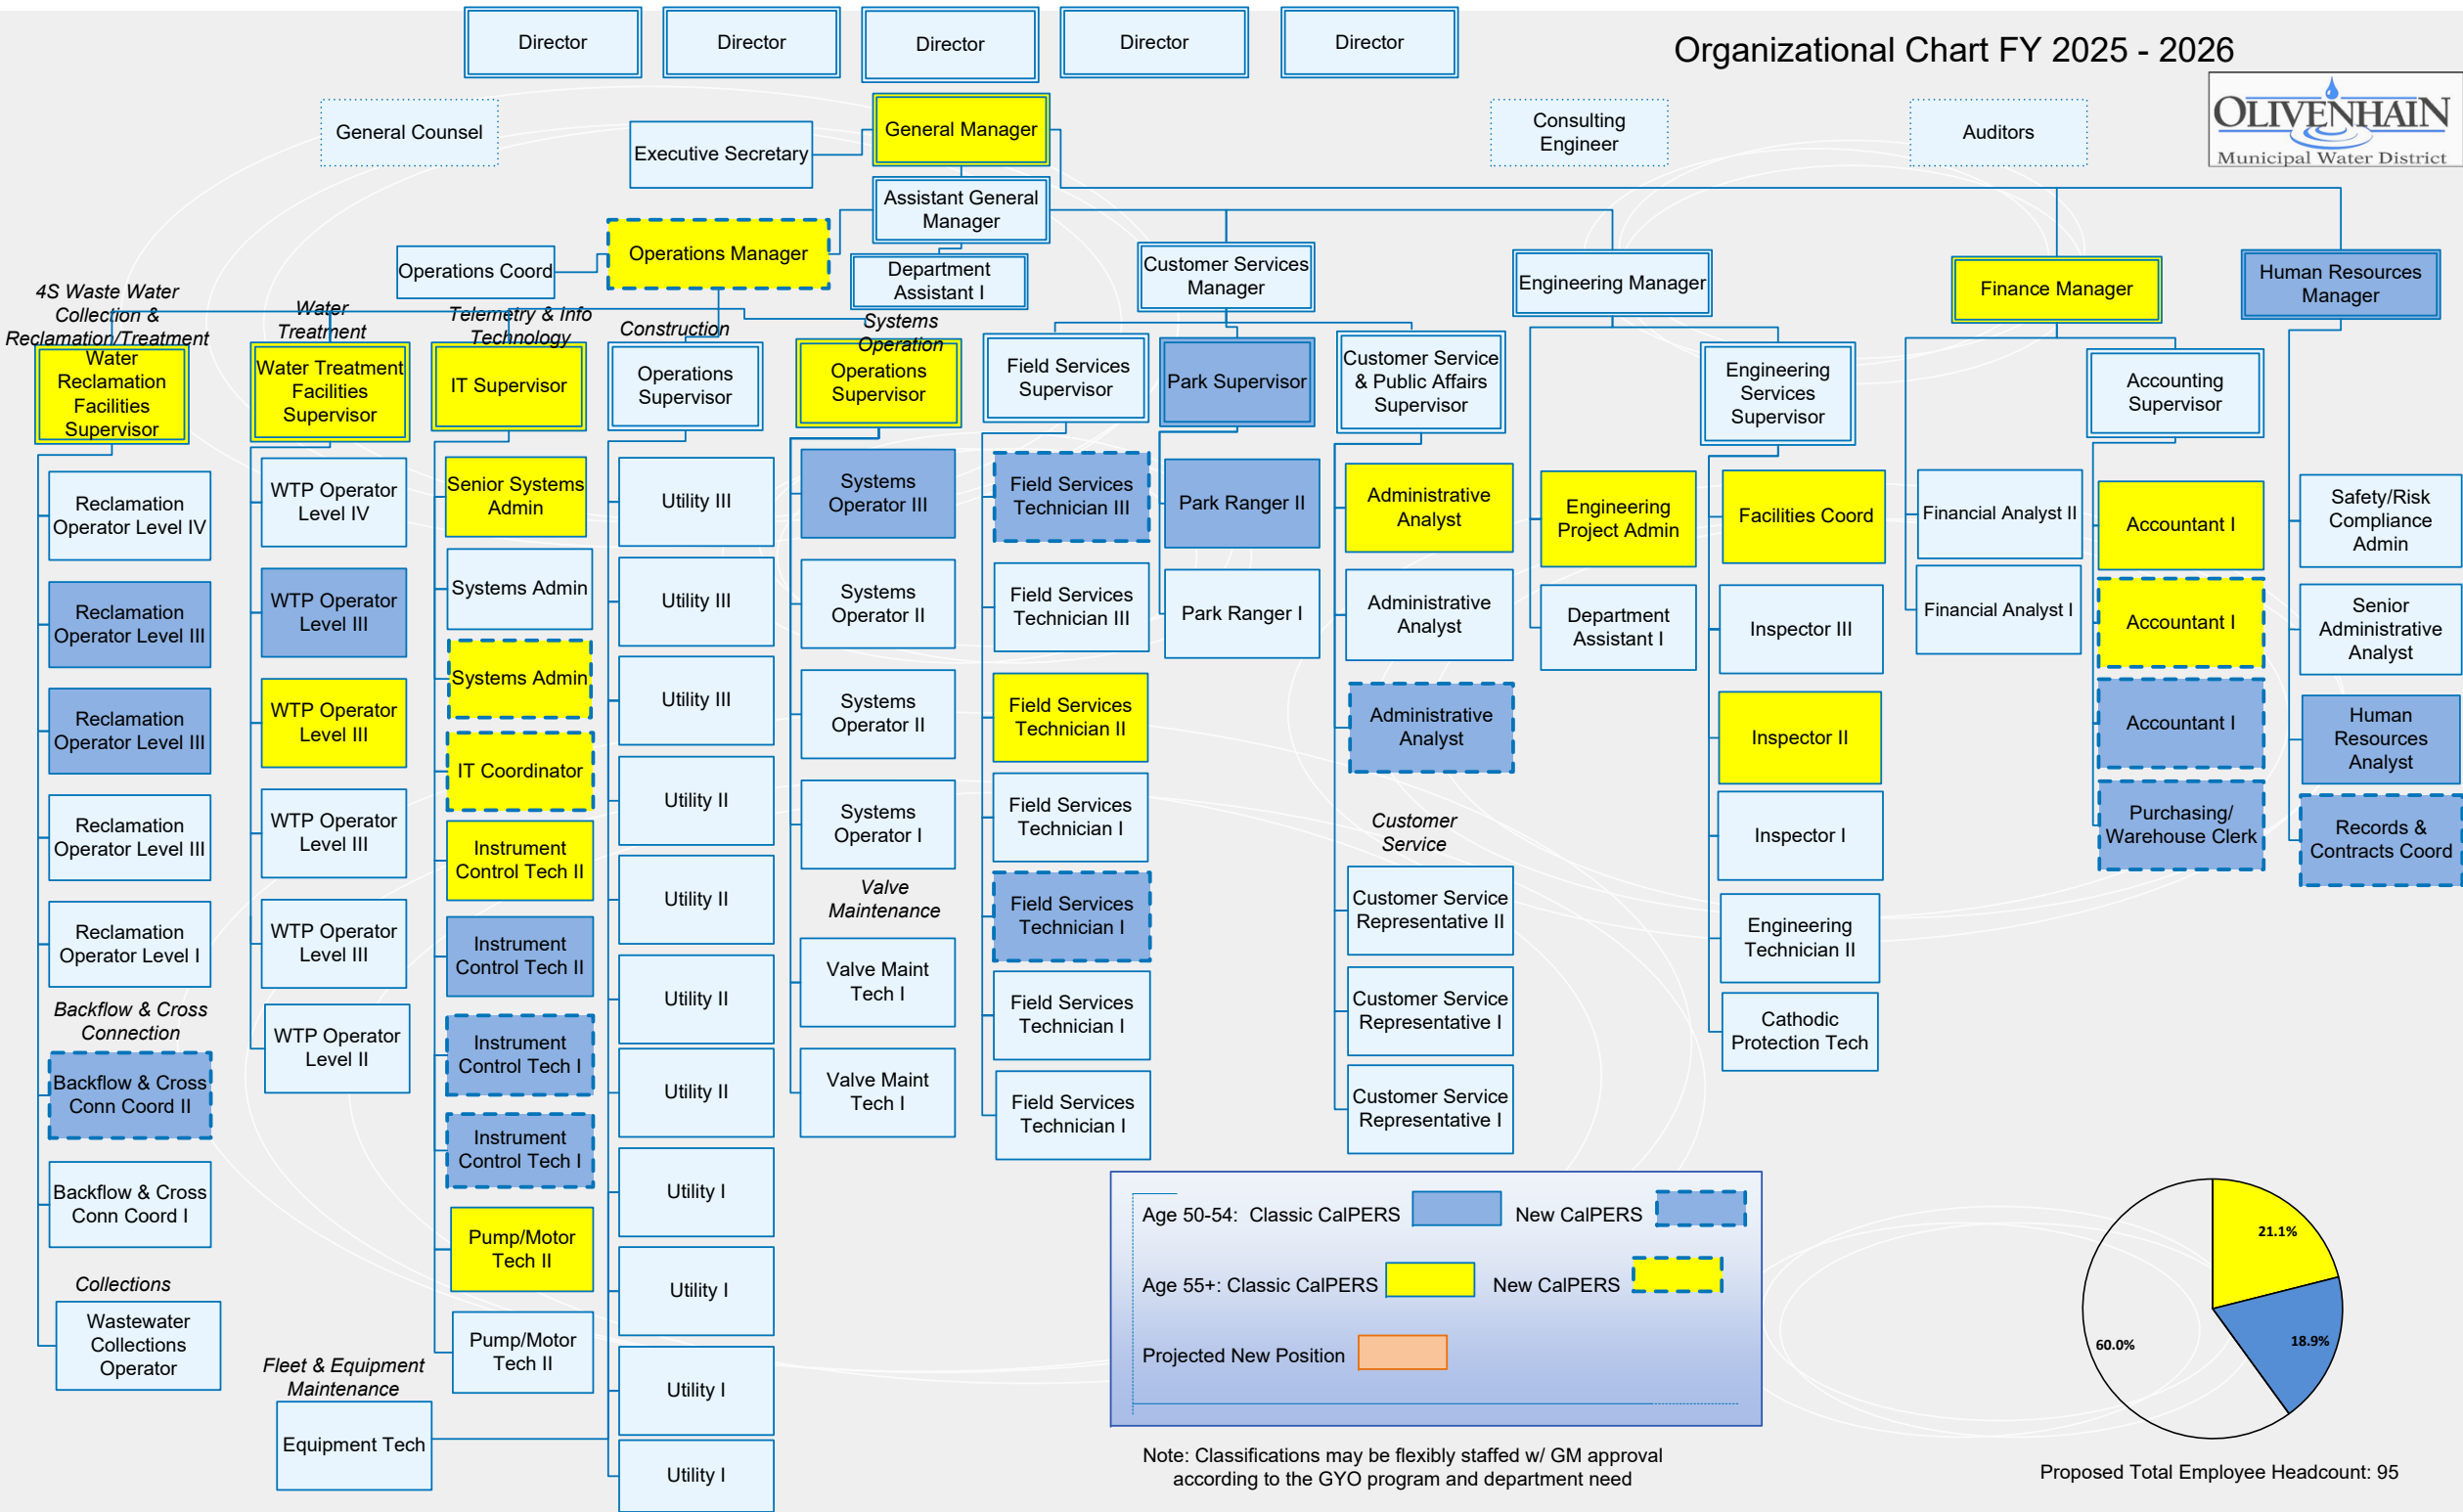 Director
Director
Director
Director
Director
Organizational Chart FY 2025 - 2026
OLIVENHAIN
Municipal Water District
General Counsel
Executive Secretary
General Manager
Consulting
Engineer
Auditors
Assistant General
Manager
Operations Coord
Operations Manager
Department
Assistant I
Customer Services
Manager
Engineering Manager
Finance Manager
Human Resources
Manager
4S Waste Water
Collection &
Reclamation/Treatment
Water
Reclamation
Facilities
Supervisor
Reclamation
Operator Level IV
Reclamation
Operator Level III
Reclamation
Operator Level III
Reclamation
Operator Level III
Reclamation
Operator Level I
Backflow & Cross
Connection
Backflow & Cross
Conn Coord II
Backflow & Cross
Conn Coord I
Collections
Wastewater
Collections
Operator
Water
Treatment
Water Treatment
Facilities
Supervisor
WTP Operator
Level IV
WTP Operator
Level III
WTP Operator
Level III
WTP Operator
Level III
WTP Operator
Level III
WTP Operator
Level II
Fleet & Equipment
Maintenance
Equipment Tech
Telemetry & Info
Technology
IT Supervisor
Senior Systems
Admin
Systems Admin
Systems Admin
IT Coordinator
Instrument
Control Tech II
Instrument
Control Tech II
Instrument
Control Tech I
Instrument
Control Tech I
Pump/Motor
Tech II
Pump/Motor
Tech II
Construction
Operations
Supervisor
Utility III
Utility III
Utility III
Utility II
Utility II
Utility II
Utility II
Utility I
Utility I
Utility I
Utility I
Systems
Operation
Operations
Supervisor
Systems
Operator III
Systems
Operator II
Systems
Operator II
Systems
Operator I
Valve
Maintenance
Valve Maint
Tech I
Valve Maint
Tech I
Field Services
Supervisor
Field Services
Technician III
Field Services
Technician III
Field Services
Technician II
Field Services
Technician I
Field Services
Technician I
Field Services
Technician I
Field Services
Technician I
Park Supervisor
Park Ranger II
Park Ranger I
Customer Service
& Public Affairs
Supervisor
Administrative
Analyst
Administrative
Analyst
Administrative
Analyst
Customer
Service
Customer Service
Representative II
Customer Service
Representative I
Customer Service
Representative I
Engineering
Project Admin
Department
Assistant I
Engineering
Services
Supervisor
Facilities Coord
Inspector III
Inspector II
Inspector I
Engineering
Technician II
Cathodic
Protection Tech
Financial Analyst II
Financial Analyst I
Accounting
Supervisor
Accountant I
Accountant I
Accountant I
Purchasing/
Warehouse Clerk
Safety/Risk
Compliance
Admin
Senior
Administrative
Analyst
Human
Resources
Analyst
Records &
Contracts Coord
Age 50-54: Classic CalPERS New CalPERS
Age 55+: Classic CalPERS New CalPERS
Projected New Position
Note: Classifications may be flexibly staffed w/ GM approval
according to the GYO program and department need
21.1%
18.9%
60.0%
Proposed Total Employee Headcount: 95